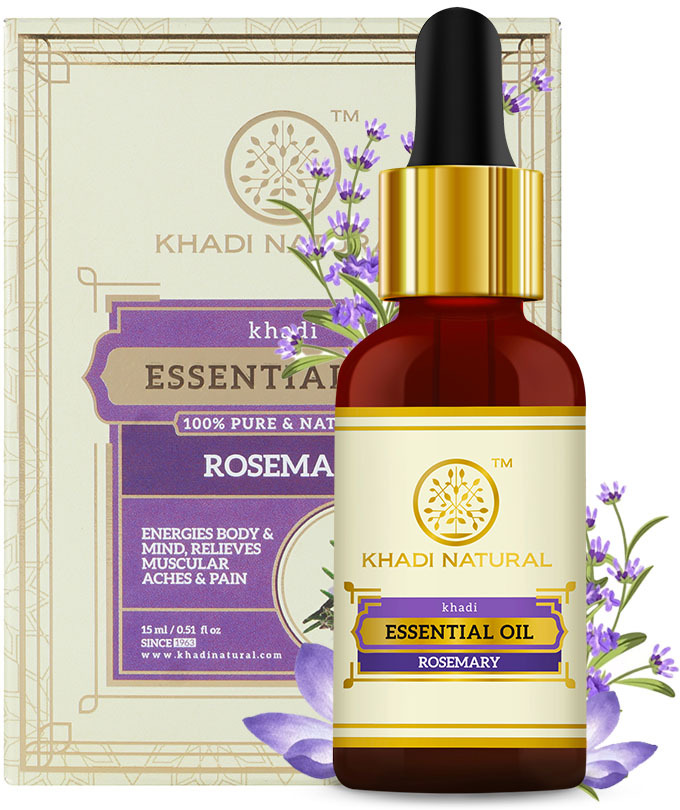 TM
KHADI NATURAL
khadi
ESSENTIAL
100% PURE & NAT
ROSEMA
ENERGIES BODY &
MIND, RELIEVES
MUSCULAR
ACHES & PAIN
15 ml / 0.51 fl oz
SINCE 1963
www.khadinatural.com
TM
KHADI NATURAL
khadi
ESSENTIAL OIL
ROSEMARY